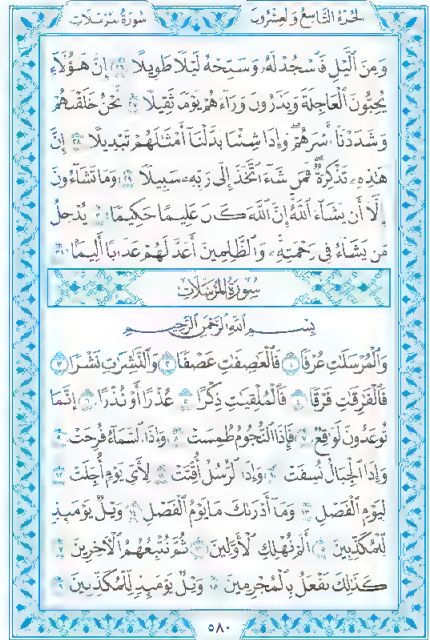 الجزء التاسع والعشرون
سورة المرسلات
وَمِنَ ٱلَّيْلِ فَٱسْجُدْ لَهُۥ وَسَبِّحْهُ لَيْلًا طَوِيلًا ٢٦ إِنَّ هَٰٓؤُلَآءِ
يُحِبُّونَ ٱلْعَاجِلَةَ وَيَذَرُونَ وَرَآءَهُمْ يَوْمًا ثَقِيلًا ٢٧ نَّحْنُ خَلَقْنَٰهُمْ
وَشَدَدْنَآ أَسْرَهُمْ ۖ وَإِذَا شِئْنَا بَدَّلْنَآ أَمْثَٰلَهُمْ تَبْدِيلًا ٢٨ إِنَّ
هَٰذِهِۦ تَذْكِرَةٌ ۖ فَمَن شَآءَ ٱتَّخَذَ إِلَىٰ رَبِّهِۦ سَبِيلًا ٢٩ وَمَا تَشَآءُونَ
إِلَّآ أَن يَشَآءَ ٱللَّهُ ۚ إِنَّ ٱللَّهَ كَانَ عَلِيمًا حَكِيمًا ٣٠ يُدْخِلُ
مَن يَشَآءُ فِى رَحْمَتِهِۦ ۚ وَٱلظَّٰلِمِينَ أَعَدَّ لَهُمْ عَذَابًا أَلِيمًۢا ٣١
سورة المرسلات
بِسْمِ ٱللَّهِ ٱلرَّحْمَٰنِ ٱلرَّحِيمِ
وَٱلْمُرْسَلَٰتِ عُرْفًا ١ فَٱلْعَٰصِفَٰتِ عَصْفًا ٢ وَٱلنَّٰشِرَٰتِ نَشْرًا ٣
فَٱلْفَٰرِقَٰتِ فَرْقًا ٤ فَٱلْمُلْقِيَٰتِ ذِكْرًا ٥ عُذْرًا أَوْ نُذْرًا ٦ إِنَّمَا
تُوعَدُونَ لَوَٰقِعٌ ٧ فَإِذَا ٱلنُّجُومُ طُمِسَتْ ٨ وَإِذَا ٱلسَّمَآءُ فُرِجَتْ ٩
وَإِذَا ٱلْجِبَالُ نُسِفَتْ ١٠ وَإِذَا ٱلرُّسُلُ أُقِّتَتْ ١١ لِأَىِّ يَوْمٍ أُجِّلَتْ ١٢
لِيَوْمِ ٱلْفَصْلِ ١٣ وَمَآ أَدْرَىٰكَ مَا يَوْمُ ٱلْفَصْلِ ١٤ وَيْلٌ يَوْمَئِذٍ
لِّلْمُكَذِّبِينَ ١٥ أَلَمْ نُهْلِكِ ٱلْأَوَّلِينَ ١٦ ثُمَّ نُتْبِعُهُمُ ٱلْءَاخِرِينَ ١٧
كَذَٰلِكَ نَفْعَلُ بِٱلْمُجْرِمِينَ ١٨ وَيْلٌ يَوْمَئِذٍ لِّلْمُكَذِّبِينَ ١٩
٥٨٠